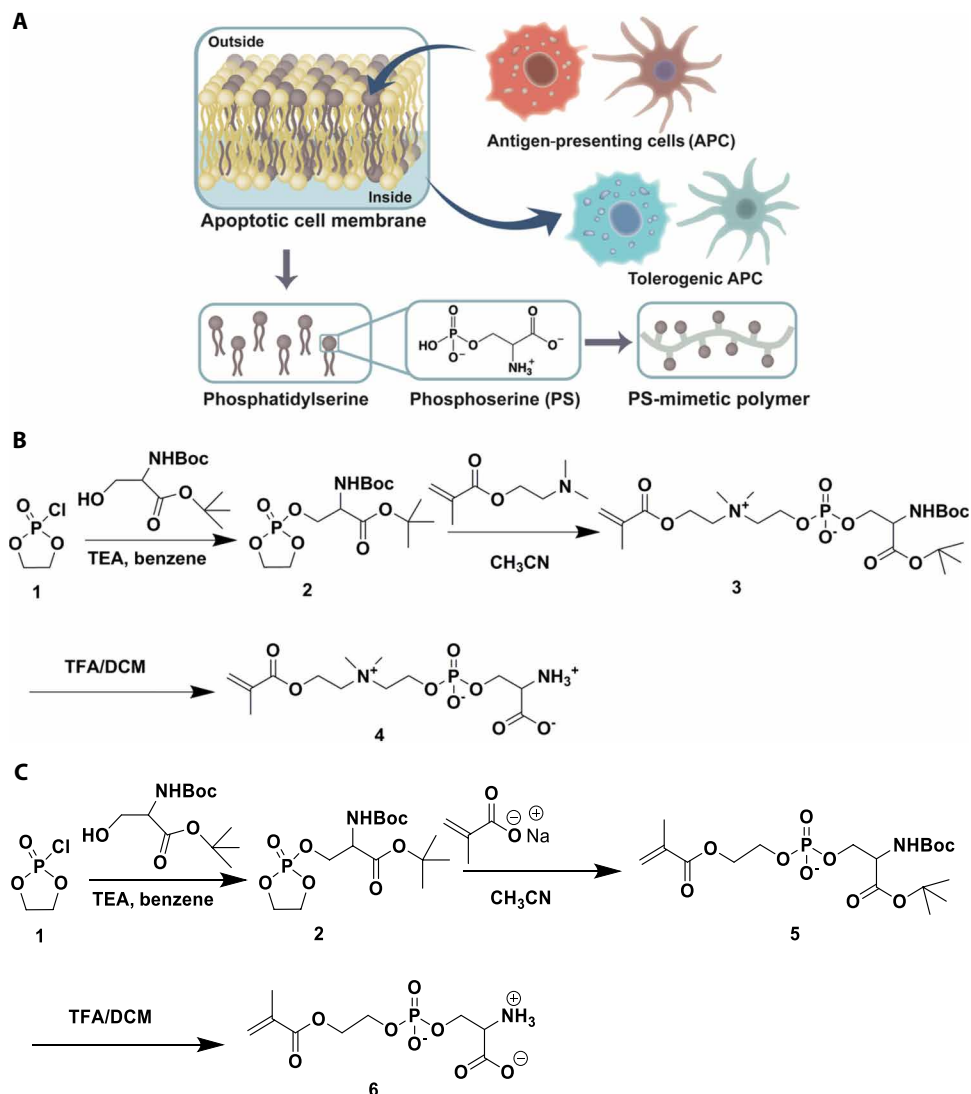 A
Outside
Inside
Apoptotic cell membrane
Antigen-presenting cells (APC)
Tolerogenic APC
Phosphatidylserine
O
HO P O O
O⁻ O⁻
NH₃⁺
Phosphoserine (PS)
PS-mimetic polymer
B
O Cl
P
O O
1
NHBoc
HO O
O
TEA, benzene
NHBoc
O O O
P O
O O
2
O
O N
CH₃CN
O O
O N⁺ O P O NHBoc
O⁻
O O
3
TFA/DCM
O O
O N⁺ O P O NH₃⁺
O⁻
O O⁻
4
C
O Cl
P
O O
1
NHBoc
HO O
O
TEA, benzene
NHBoc
O O O
P O
O O
2
O
O⊖ Na⊕
CH₃CN
O
O O P O NHBoc
O O⁻
O O
5
TFA/DCM
O ⊕
O O P O NH₃
O O⁻
O O⊖
6